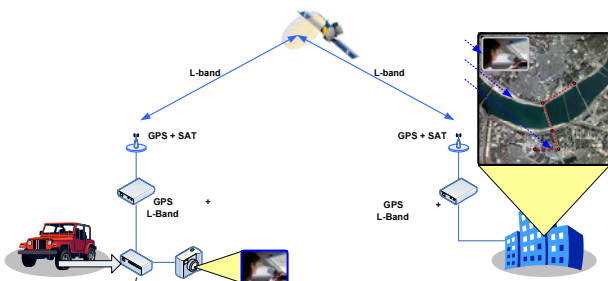 L-band
L-band
GPS + SAT
GPS + SAT
GPS +
L-Band
GPS +
L-Band